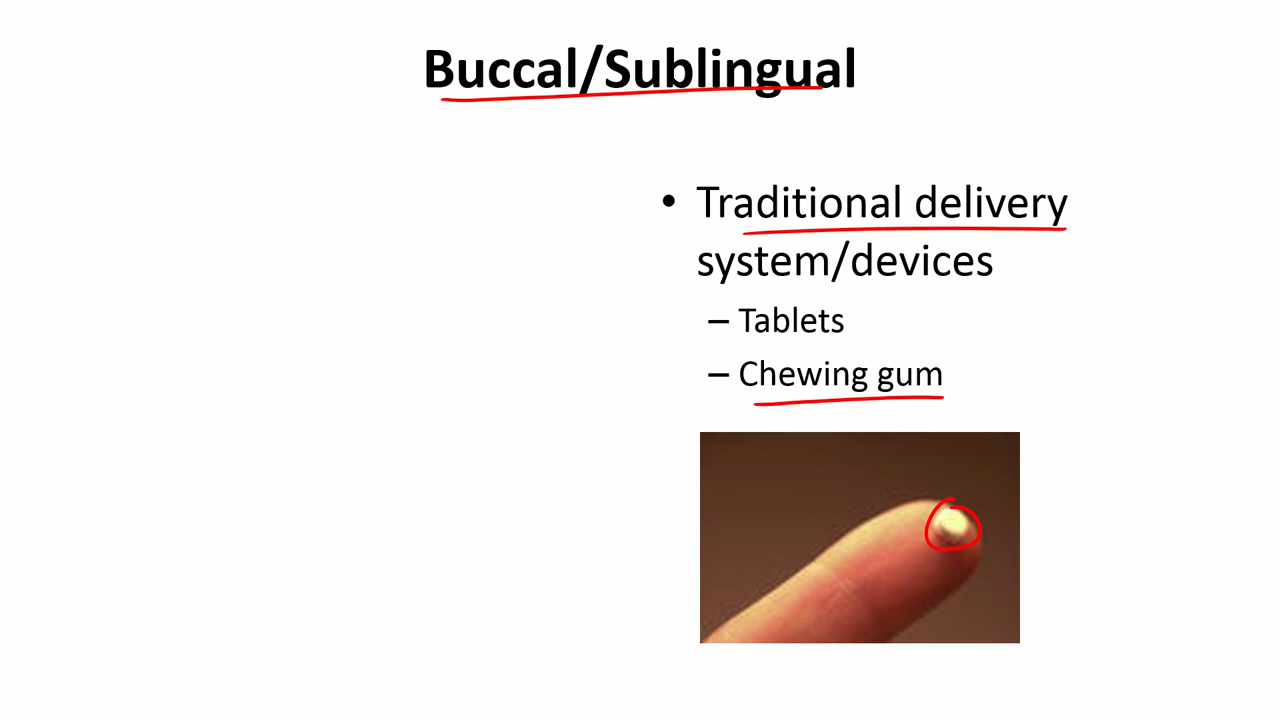 Buccal/Sublingual
• Traditional delivery
system/devices
– Tablets
– Chewing gum